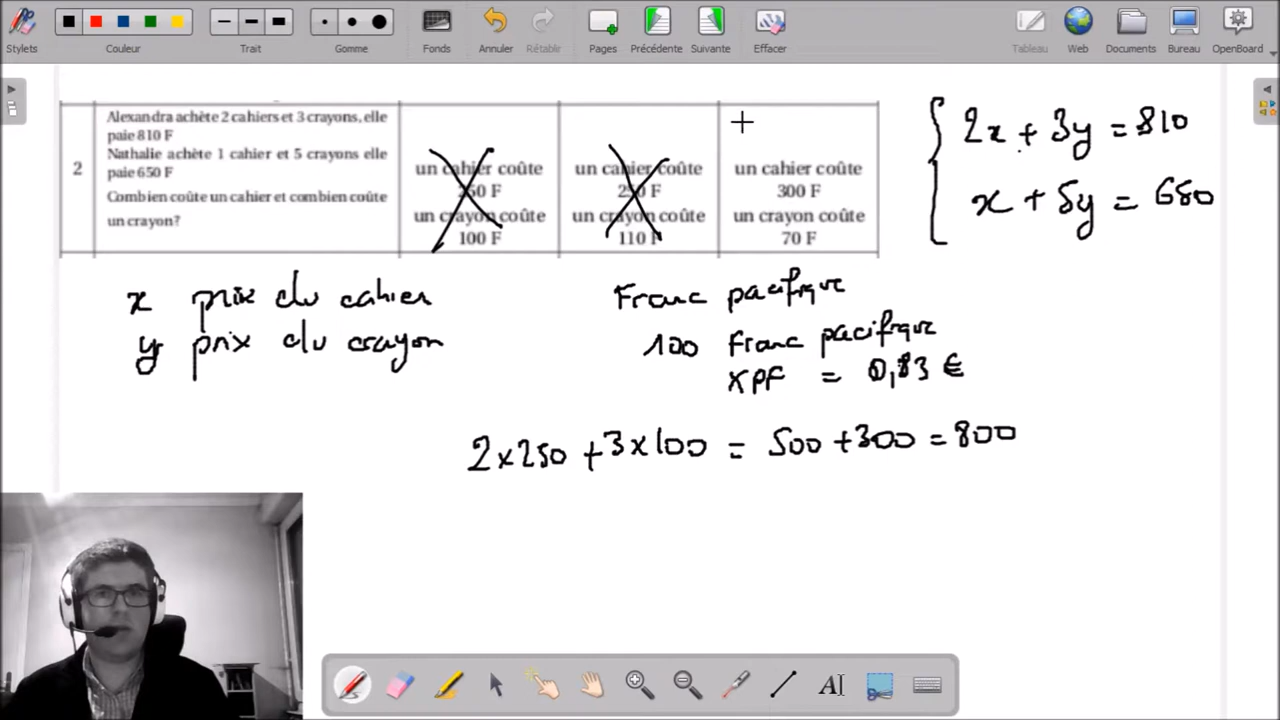 Stylets
Couleur
Trait
Gomme
Fonds
Annuler
Rétablir
Pages
Précédente
Suivante
Effacer
Tableau
Web
Documents
Bureau
OpenBoard
2
Alexandra achète 2 cahiers et 3 crayons, elle
paie 810 F
Nathalie achète 1 cahier et 5 crayons elle
paie 650 F
Combien coûte un cahier et combien coûte
un crayon?
un cahier coûte
250 F
un crayon coûte
100 F
un cahier coûte
250 F
un crayon coûte
110 F
un cahier coûte
300 F
un crayon coûte
70 F
2x + 3y = 810
x + 5y = 650
x prix du cahier
y prix du crayon
Franc pacifique
100 Franc pacifique
XPF = 0,83 €
2×250 + 3×100 = 500 + 300 = 800
AI